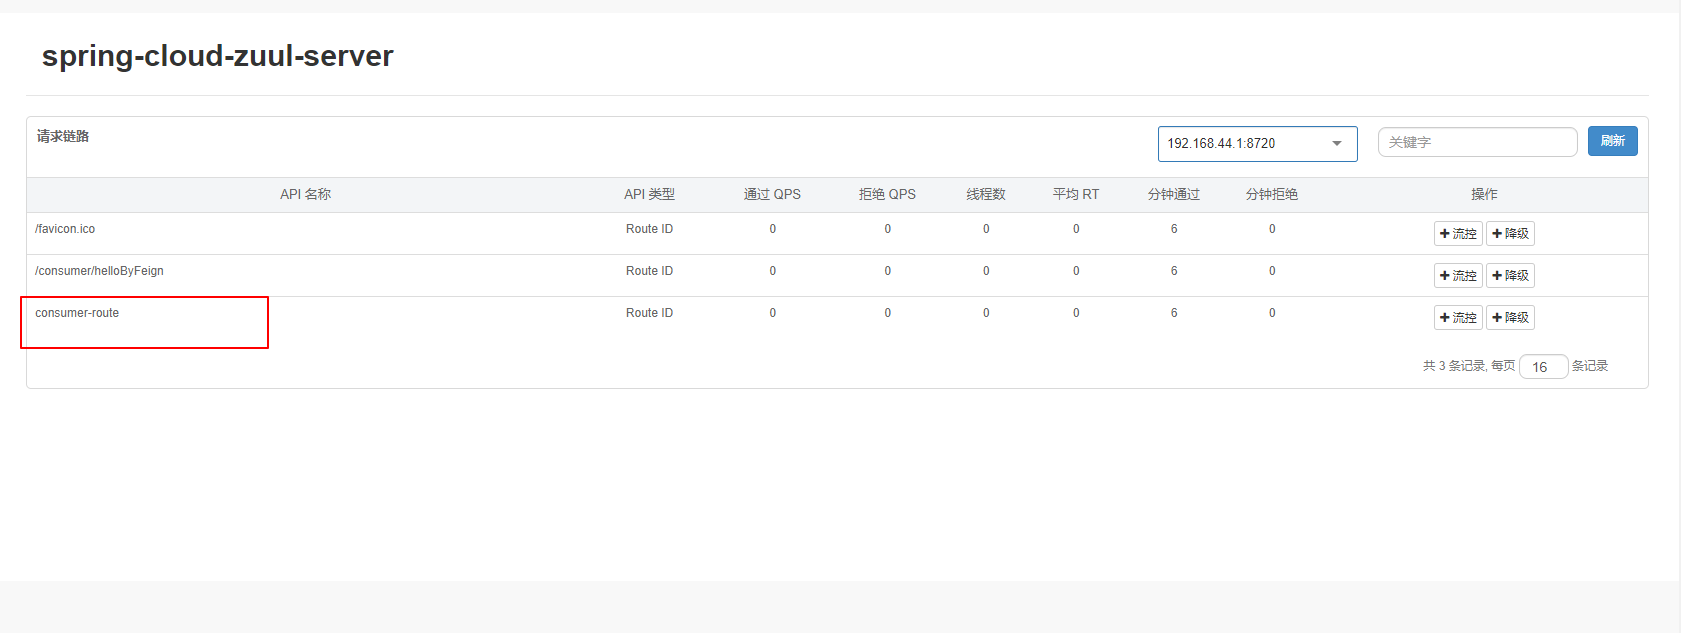 spring-cloud-zuul-server
请求链路 192.168.44.1:8720 关键字 刷新
API 名称 API 类型 通过 QPS 拒绝 QPS 线程数 平均 RT 分钟通过 分钟拒绝 操作
/favicon.ico Route ID 0 0 0 0 6 0 +流控 +降级
/consumer/helloByFeign Route ID 0 0 0 0 6 0 +流控 +降级
consumer-route Route ID 0 0 0 0 6 0 +流控 +降级
共 3 条记录, 每页 16 条记录